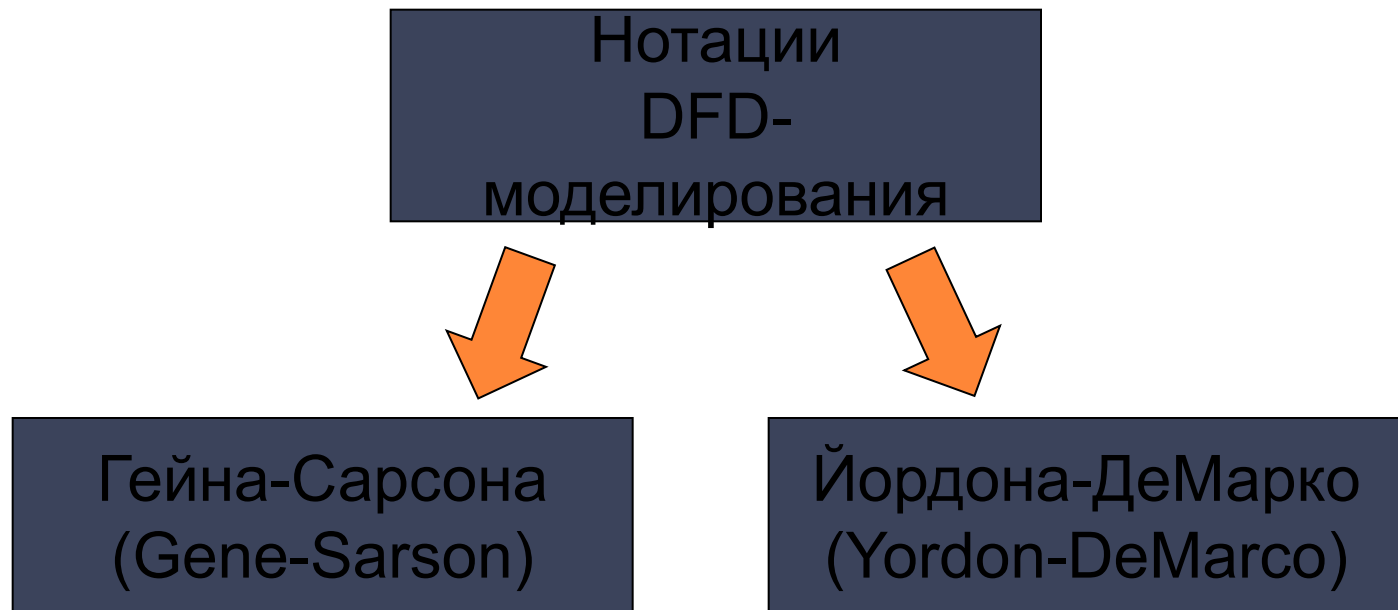 Нотации
DFD-
моделирования
Гейна-Сарсона
(Gene-Sarson)
Йордона-ДеМарко
(Yordon-DeMarco)